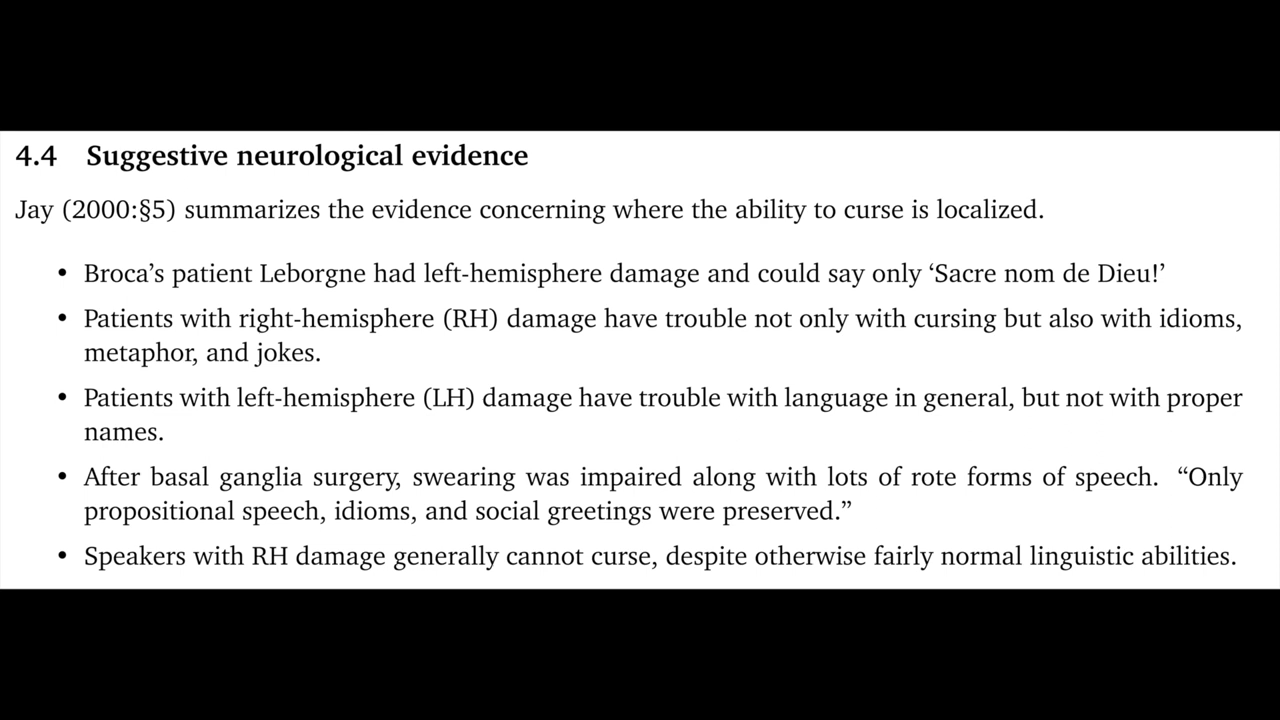 4.4 Suggestive neurological evidence
Jay (2000:§5) summarizes the evidence concerning where the ability to curse is localized.
• Broca’s patient Leborgne had left-hemisphere damage and could say only ‘Sacre nom de Dieu!’
• Patients with right-hemisphere (RH) damage have trouble not only with cursing but also with idioms,
metaphor, and jokes.
• Patients with left-hemisphere (LH) damage have trouble with language in general, but not with proper
names.
• After basal ganglia surgery, swearing was impaired along with lots of rote forms of speech. “Only
propositional speech, idioms, and social greetings were preserved.”
• Speakers with RH damage generally cannot curse, despite otherwise fairly normal linguistic abilities.